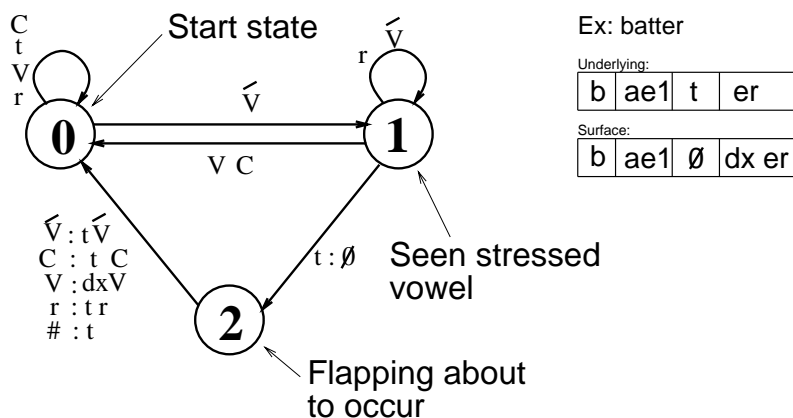 C
t
V
r
Start state
V́
r
V́
0
1
V C
V́ : t V́
C : t C
V : dx V
r : t r
# : t
t : ∅
Seen stressed
vowel
2
Flapping about
to occur
Ex: batter
Underlying:
b ae1 t er
Surface:
b ae1 ∅ dx er